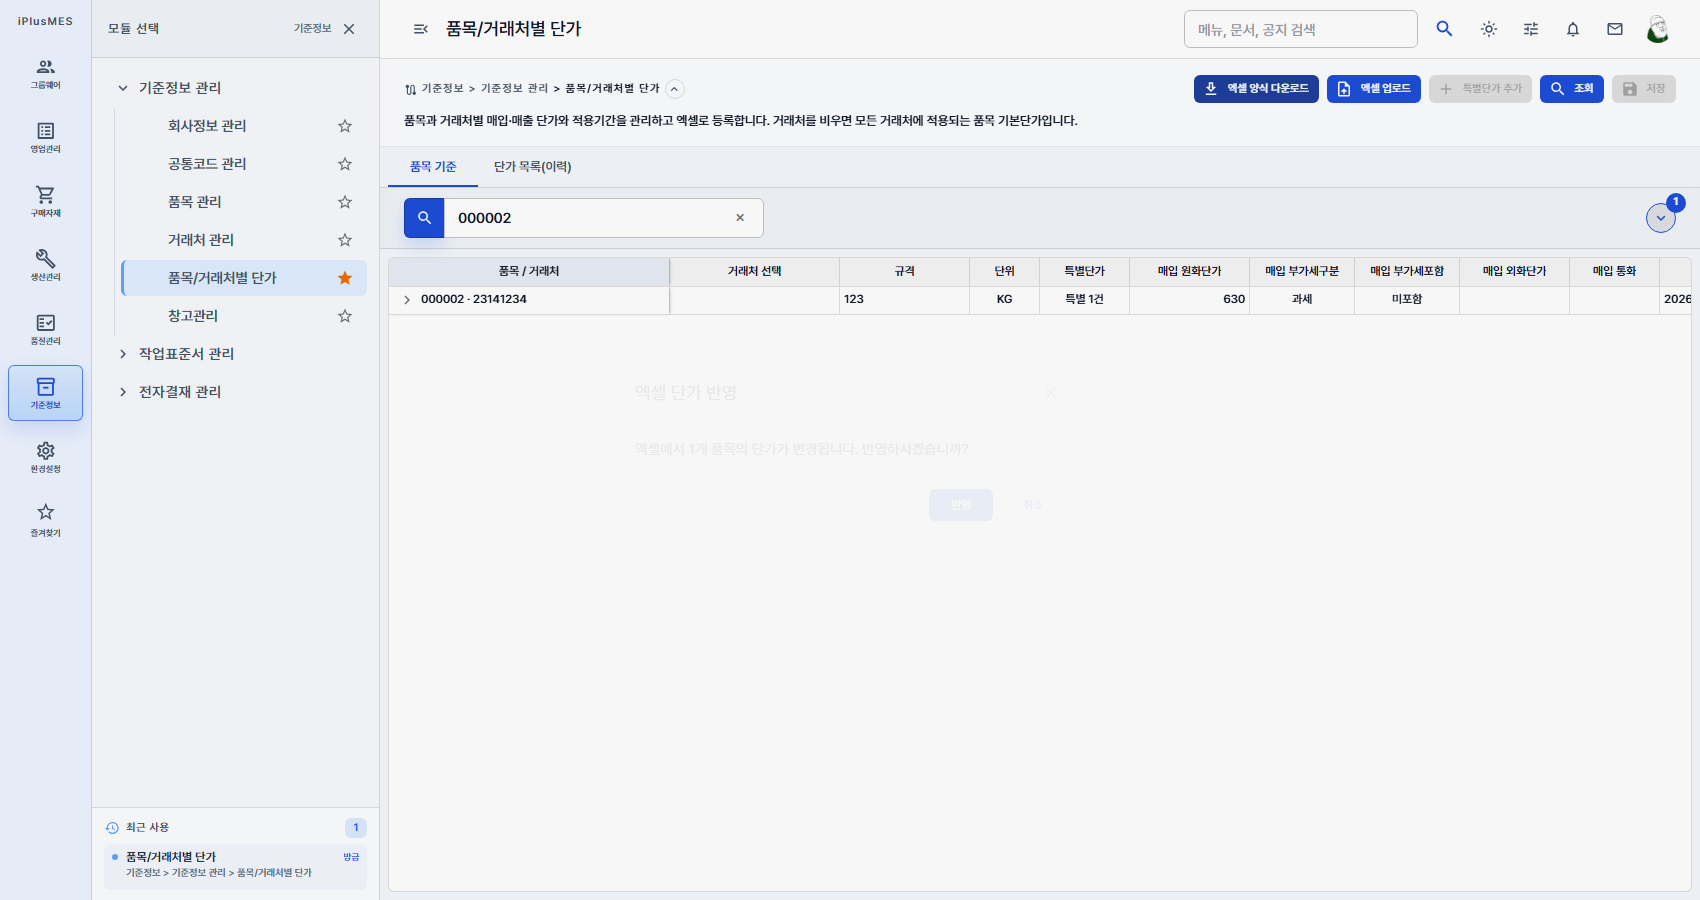 iPlusMES
그룹웨어
영업관리
구매자재
생산관리
품질관리
기준정보
환경설정
즐겨찾기
모듈 선택
기준정보
기준정보 관리
회사정보 관리
공통코드 관리
품목 관리
거래처 관리
품목/거래처별 단가
창고관리
작업표준서 관리
전자결재 관리
최근 사용
1
품목/거래처별 단가
방금
기준정보 > 기준정보 관리 > 품목/거래처별 단가
품목/거래처별 단가
메뉴, 문서, 공지 검색
기준정보 > 기준정보 관리 > 품목/거래처별 단가
엑셀 양식 다운로드
엑셀 업로드
특별단가 추가
조회
저장
품목과 거래처별 매입·매출 단가와 적용기간을 관리하고 엑셀로 등록합니다. 거래처를 비우면 모든 거래처에 적용되는 품목 기본단가입니다.
품목 기준
단가 목록(이력)
000002
1
품목 / 거래처 거래처 선택 규격 단위 특별단가 매입 원화단가 매입 부가세구분 매입 부가세포함 매입 외화단가 매입 통화
000002 · 23141234 123 KG 특별 1건 630 과세 미포함 2026
엑셀 단가 반영
엑셀에서 1개 품목의 단가가 변경됩니다. 반영하시겠습니까?
반영
취소